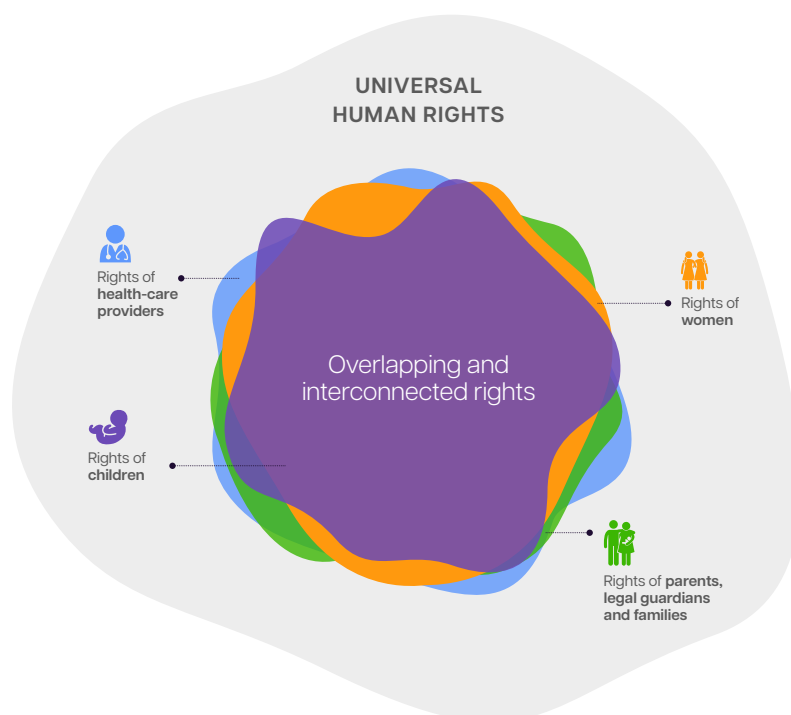 UNIVERSAL
HUMAN RIGHTS
Rights of
health-care
providers
Rights of
women
Overlapping and
interconnected rights
Rights of
children
Rights of parents,
legal guardians
and families